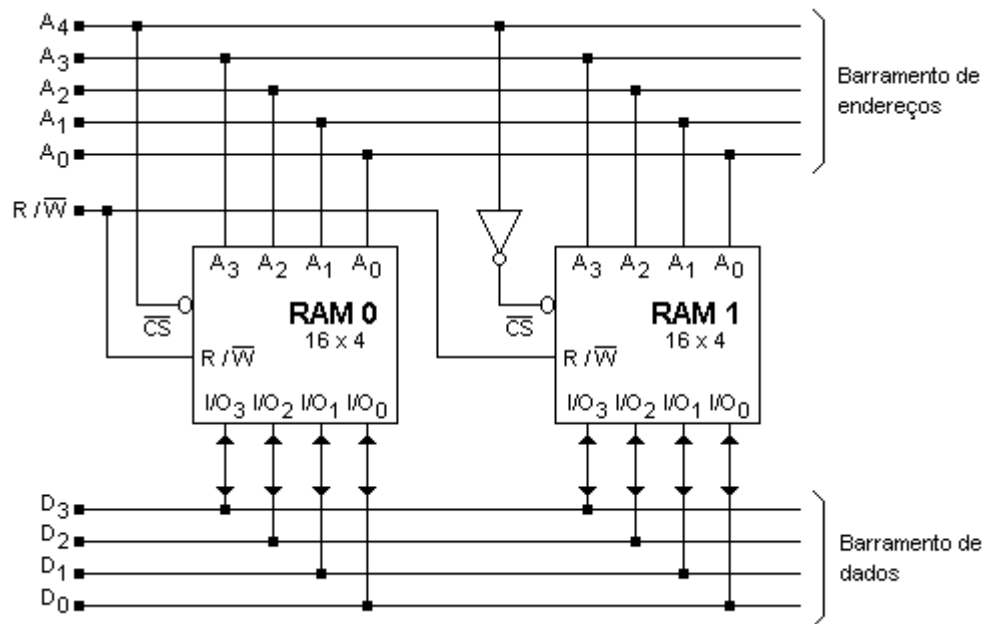 A4
A3
A2
A1
A0
Barramento de
endereços
R / W̅
A3 A2 A1 A0
A3 A2 A1 A0
C̅S̅
RAM 0
16 x 4
C̅S̅
RAM 1
16 x 4
R / W̅
R / W̅
I/O3 I/O2 I/O1 I/O0
I/O3 I/O2 I/O1 I/O0
D3
D2
D1
D0
Barramento de
dados